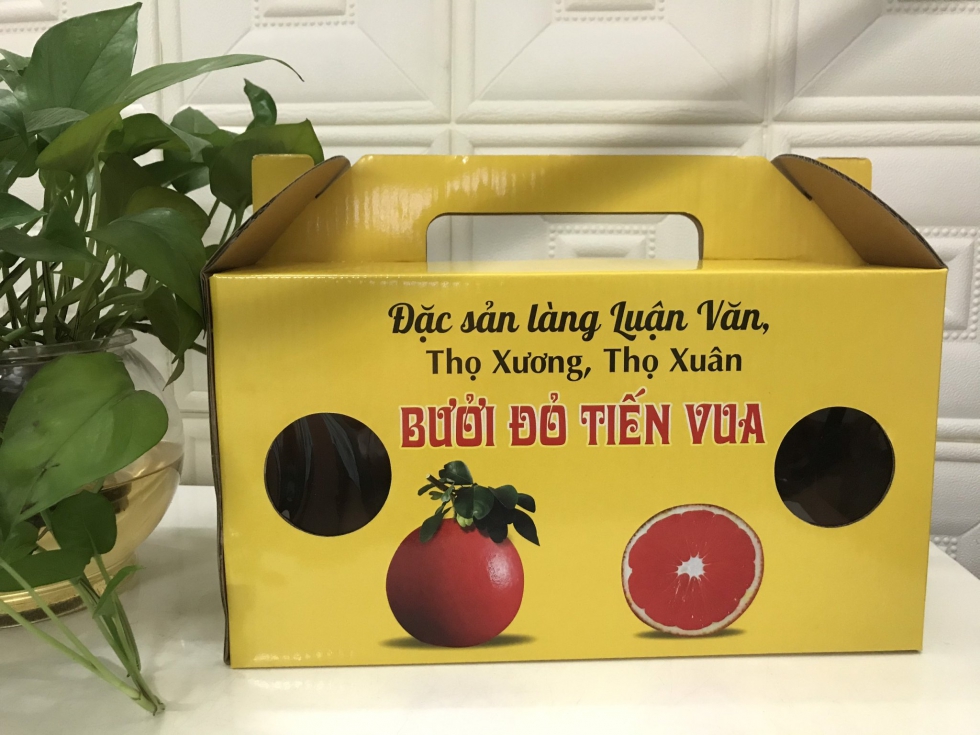 Đặc sản làng Luận Văn,
Thọ Xương, Thọ Xuân
BƯỞI ĐỎ TIẾN VUA